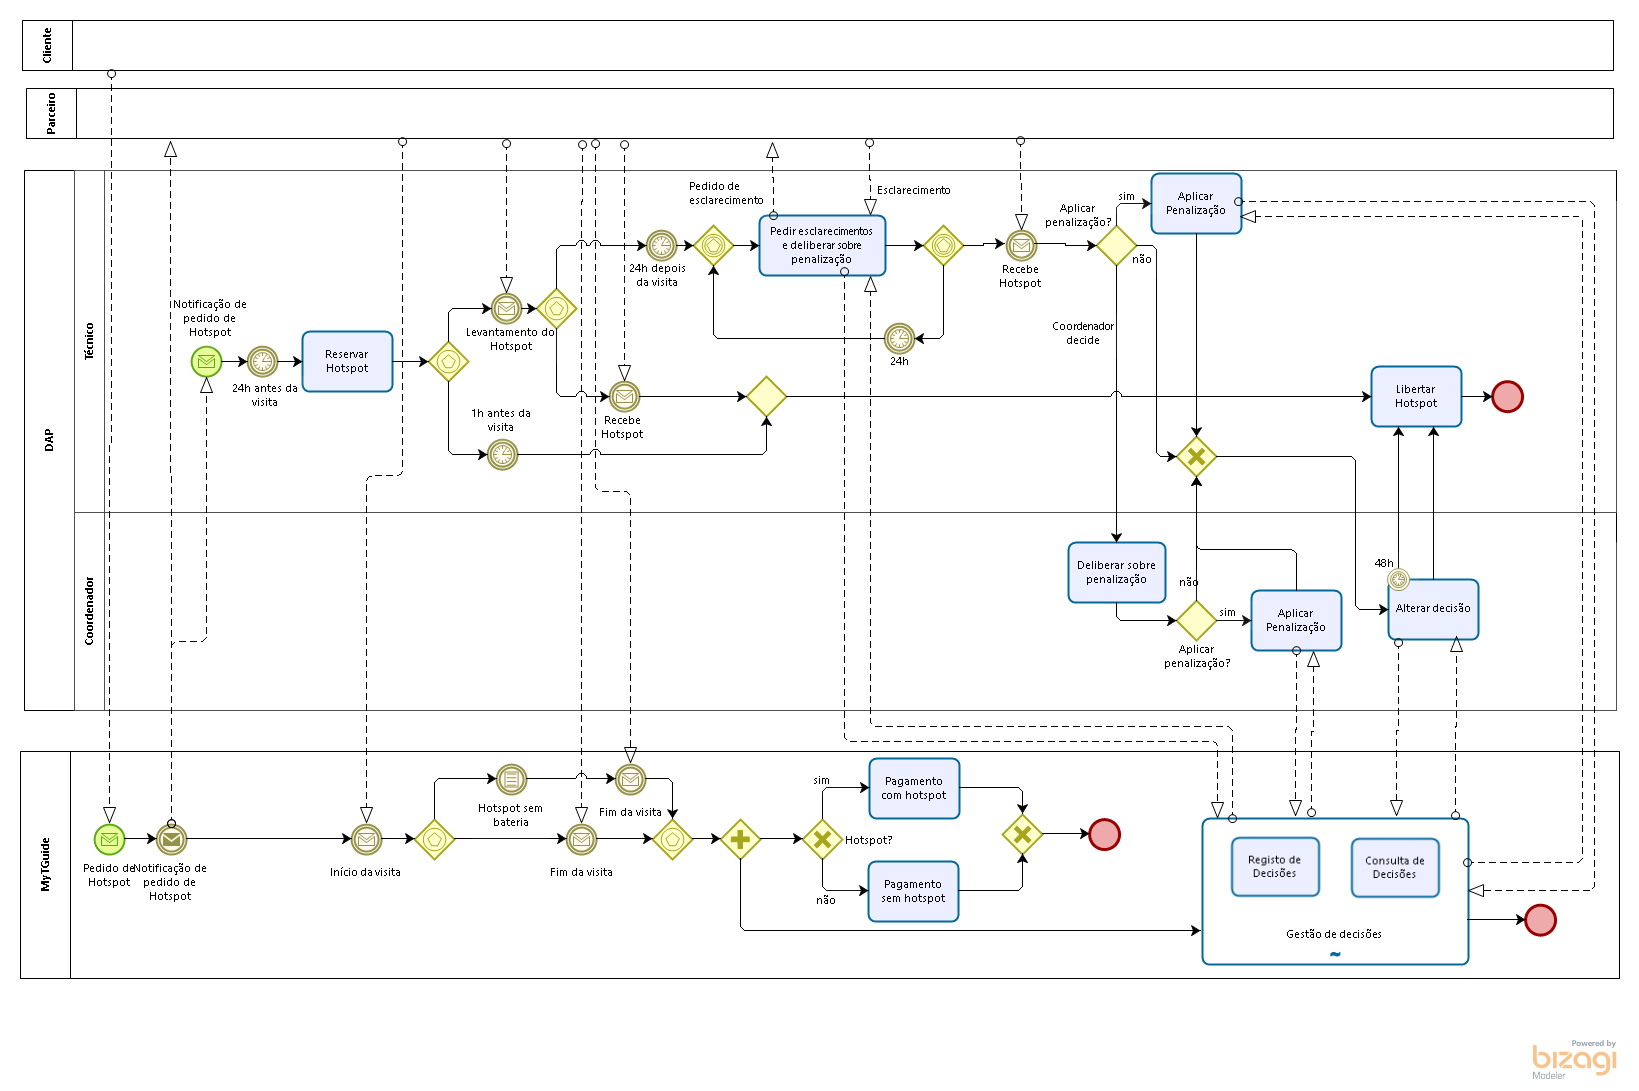 Cliente
Parceiro
DAP
Técnico
Coordenador
MyTGuide
Notificação de
pedido de
Hotspot
24h antes da
visita
Reservar
Hotspot
Levantamento do
Hotspot
1h antes da
visita
24h depois
da visita
Recebe
Hotspot
Pedido de
esclarecimento
Esclarecimento
Pedir esclarecimentos
e deliberar sobre
penalização
24h
Recebe
Hotspot
Aplicar
penalização?
sim
não
Coordenador
decide
Aplicar
Penalização
Libertar
Hotspot
Deliberar sobre
penalização
não
sim
Aplicar
penalização?
Aplicar
Penalização
48h
Alterar decisão
Pedido de
Hotspot
Notificação de
pedido de
Hotspot
Início da visita
Hotspot sem
bateria
Fim da visita
Fim da visita
Hotspot?
sim
não
Pagamento
com hotspot
Pagamento
sem hotspot
Registo de
Decisões
Consulta de
Decisões
Gestão de decisões
Powered by
bizagi
Modeler